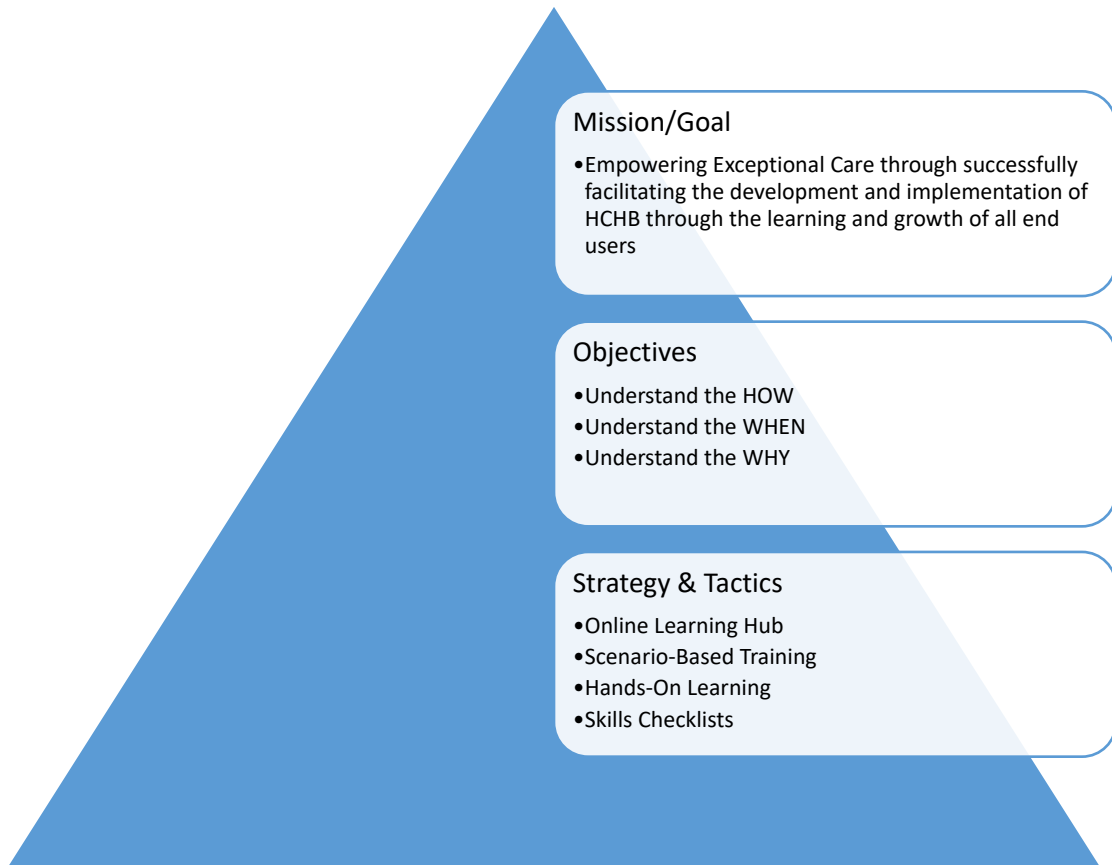 Mission/Goal
•Empowering Exceptional Care through successfully
facilitating the development and implementation of
HCHB through the learning and growth of all end
users
Objectives
•Understand the HOW
•Understand the WHEN
•Understand the WHY
Strategy & Tactics
•Online Learning Hub
•Scenario-Based Training
•Hands-On Learning
•Skills Checklists